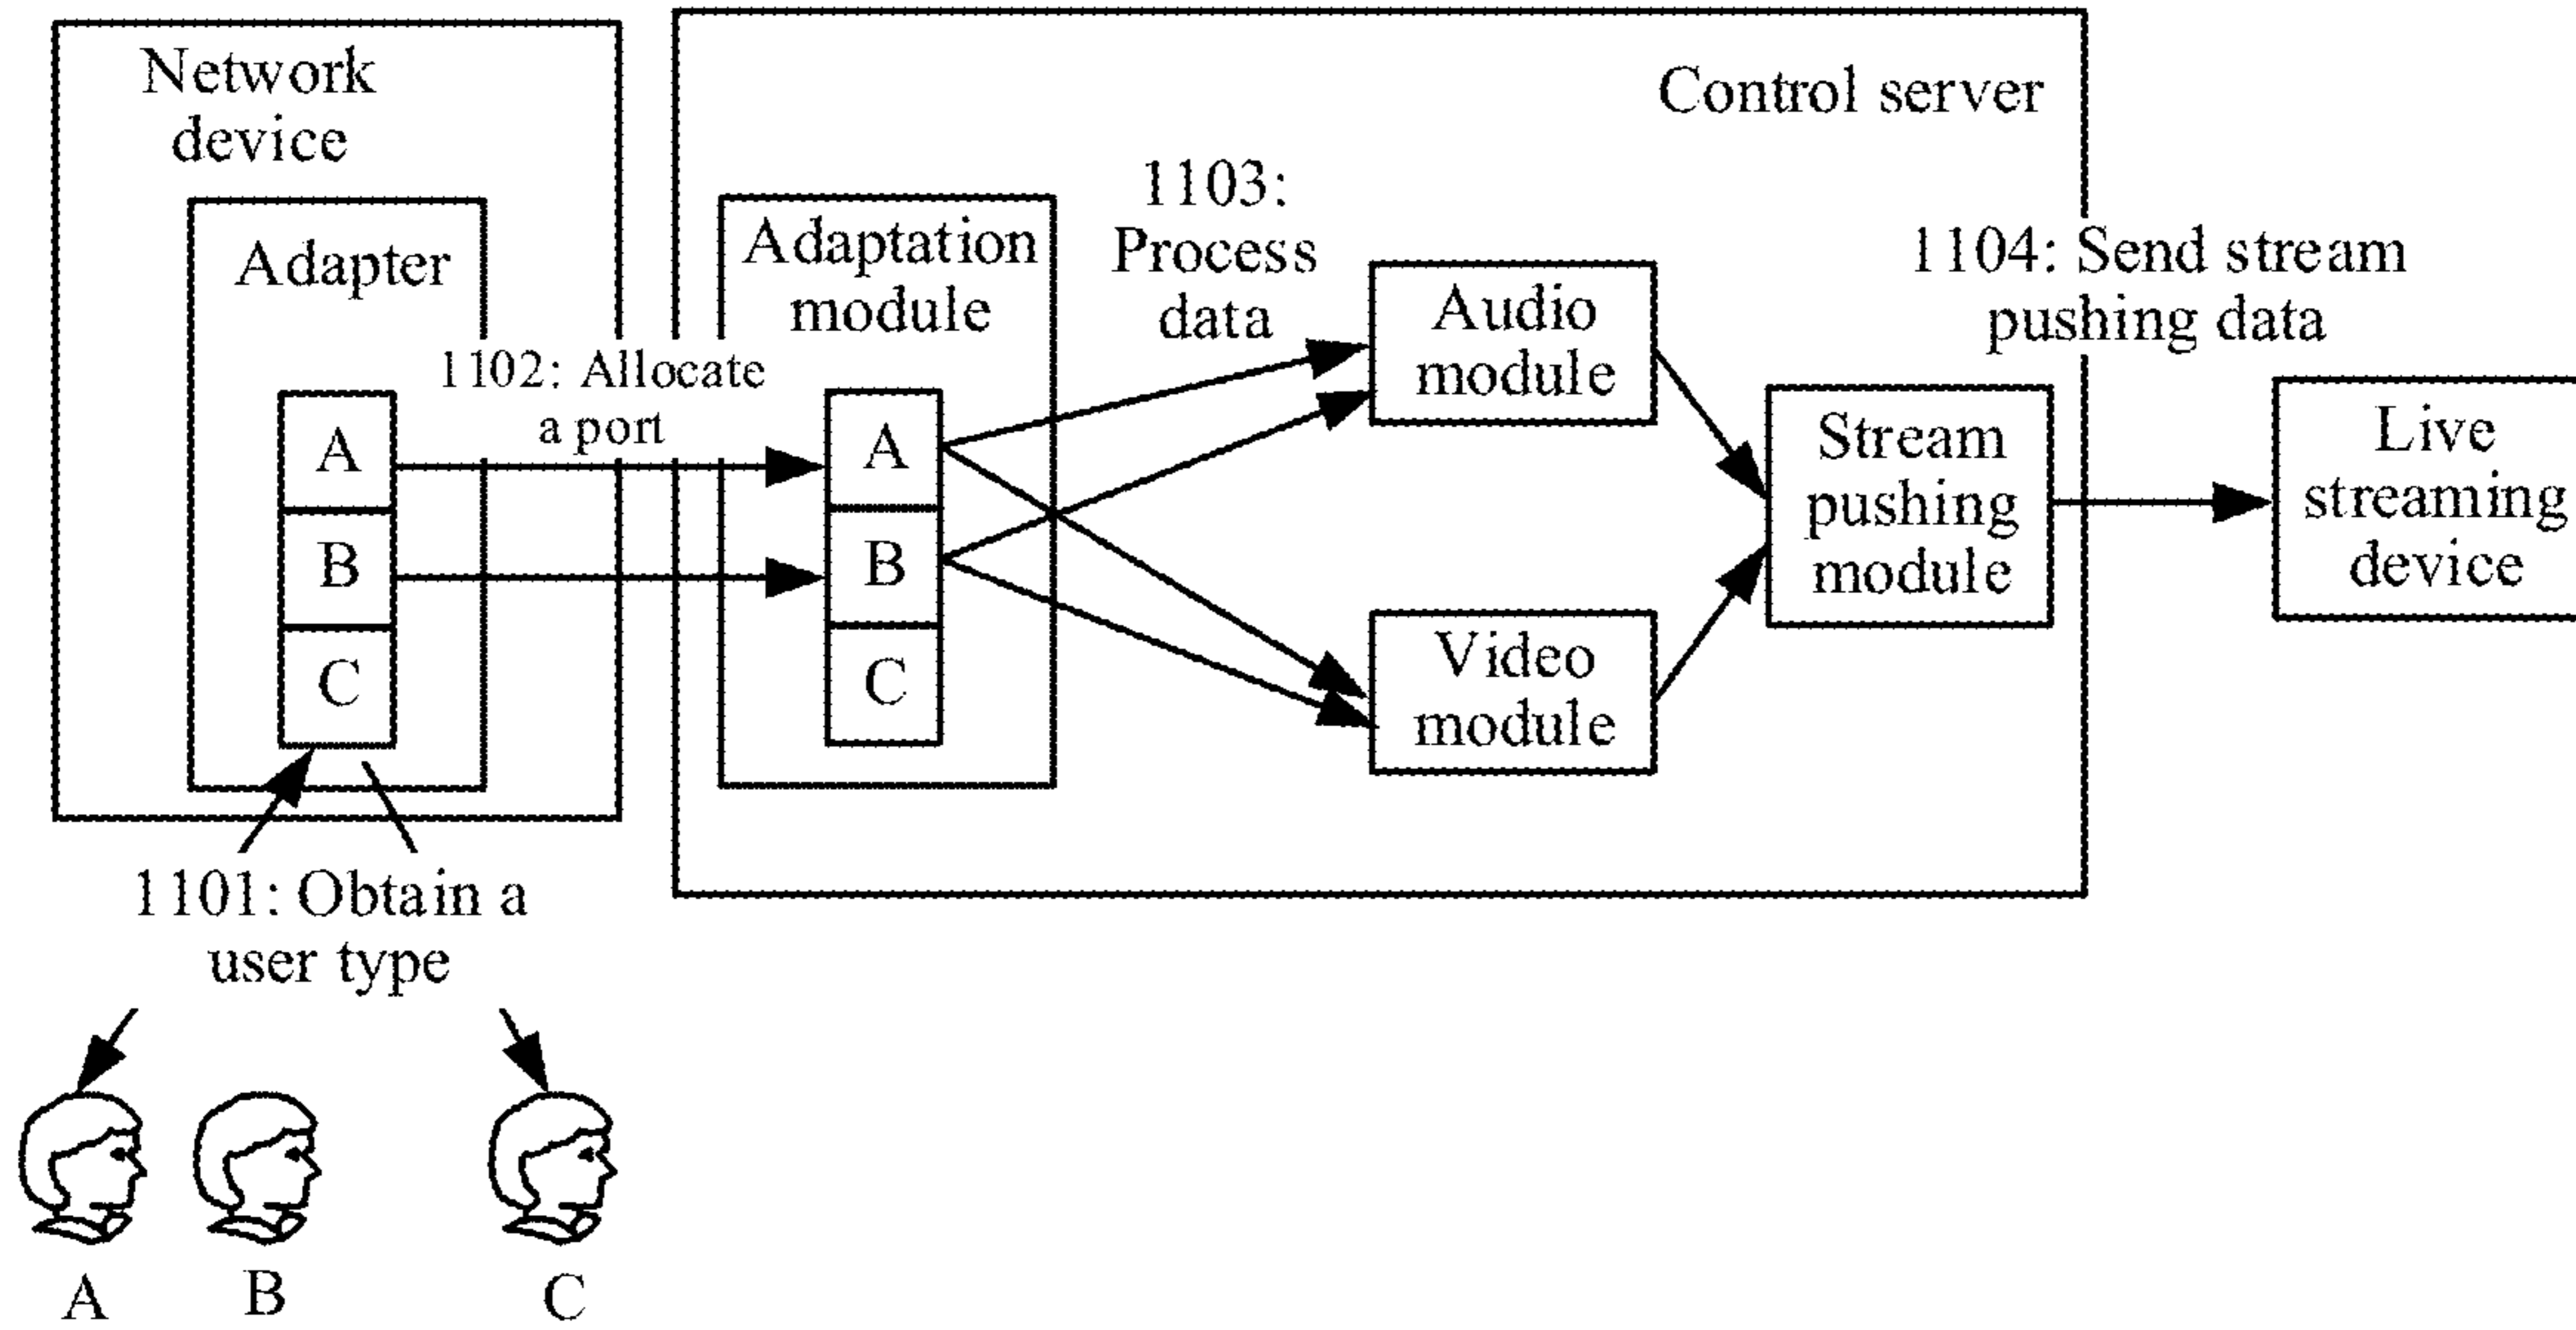 Network
device
Adapter
A
B
C
1102: Allocate
a port
Control server
Adaptation
module
A
B
C
1103:
Process
data
Audio
module
Video
module
Stream
pushing
module
1104: Send stream
pushing data
Live
streaming
device
1101: Obtain a
user type
A
B
C